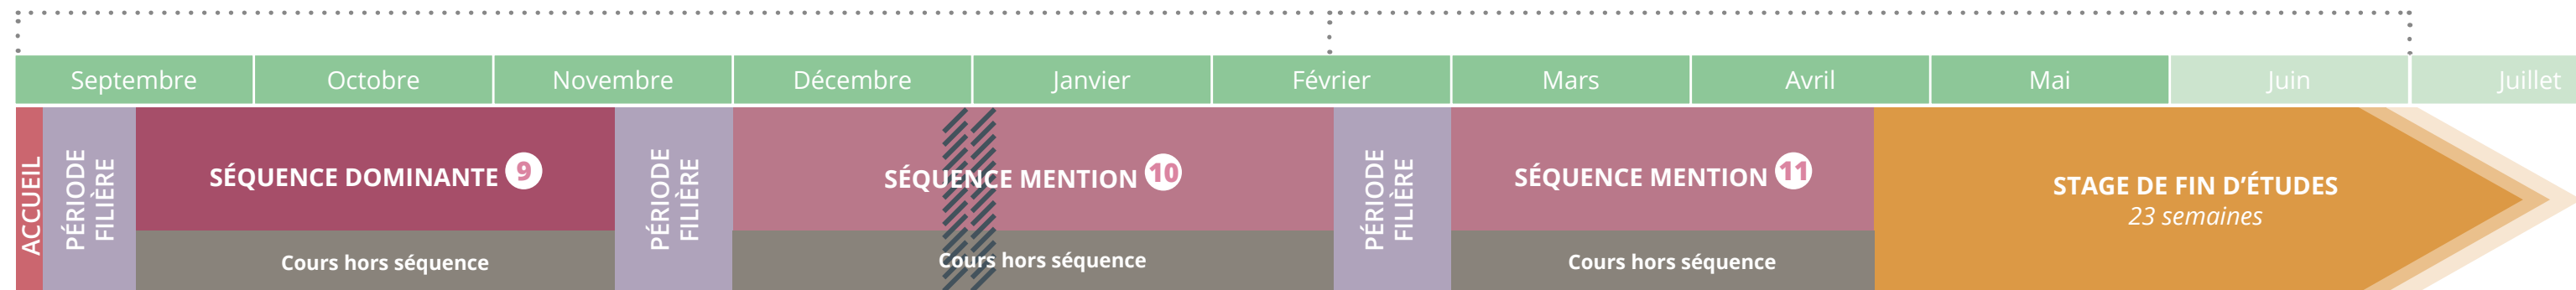 Septembre
Octobre
Novembre
Décembre
Janvier
Février
Mars
Avril
Mai
Juin
Juillet
ACCUEIL
PÉRIODE
FILIÈRE
SÉQUENCE DOMINANTE 9
Cours hors séquence
PÉRIODE
FILIÈRE
SÉQUENCE MENTION 10
Cours hors séquence
PÉRIODE
FILIÈRE
SÉQUENCE MENTION 11
Cours hors séquence
STAGE DE FIN D’ÉTUDES
23 semaines